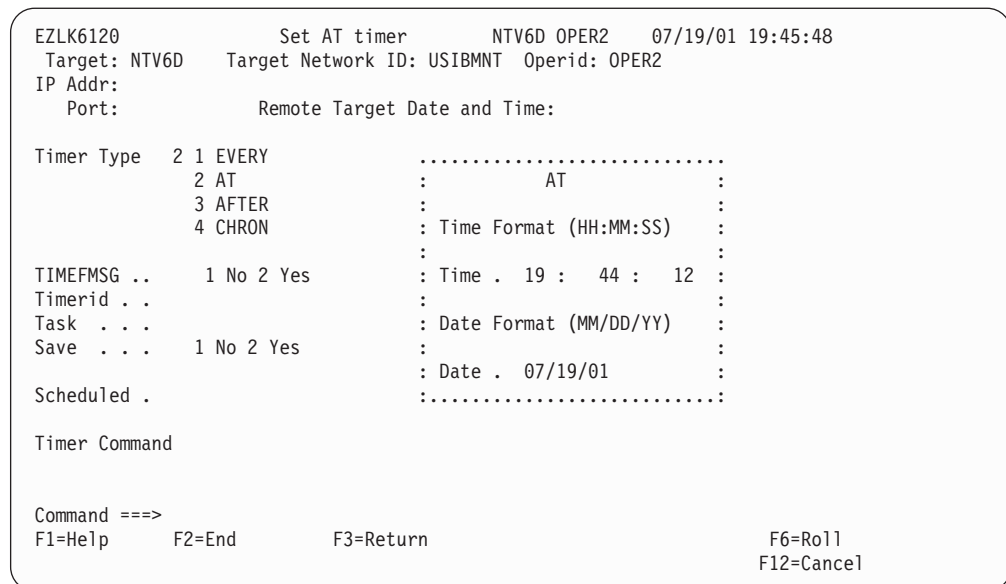 EZLK6120 Set AT timer NTV6D OPER2 07/19/01 19:45:48
Target: NTV6D Target Network ID: USIBMNT Operid: OPER2
IP Addr:
Port: Remote Target Date and Time:
Timer Type 2 1 EVERY .............................
2 AT : AT :
3 AFTER : :
4 CHRON : Time Format (HH:MM:SS) :
: :
TIMEFMSG .. 1 No 2 Yes : Time . 19 : 44 : 12 :
Timerid . . : :
Task . . . : Date Format (MM/DD/YY) :
Save . . . 1 No 2 Yes : :
: Date . 07/19/01 :
Scheduled . :...........................:
Timer Command
Command ===>
F1=Help F2=End F3=Return F6=Roll
F12=Cancel